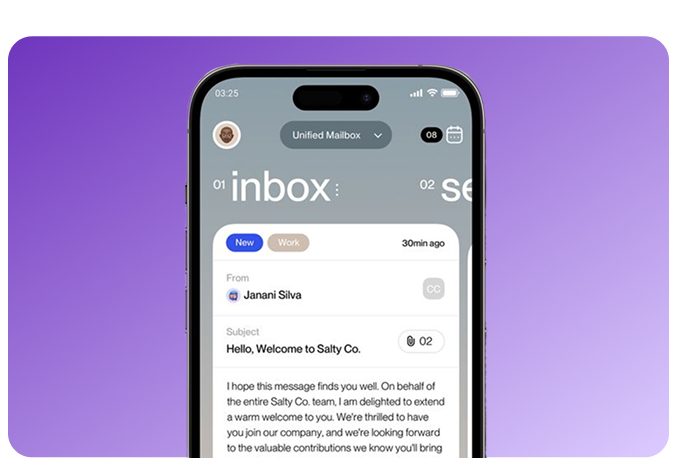 03:25
Unified Mailbox
08
01 inbox
02 se
New
Work
30min ago
From
Janani Silva
CC
Subject
Hello, Welcome to Salty Co.
02
I hope this message finds you well. On behalf of
the entire Salty Co. team, I am delighted to extend
a warm welcome to you. We're thrilled to have
you join our company, and we're looking forward
to the valuable contributions we know you'll bring